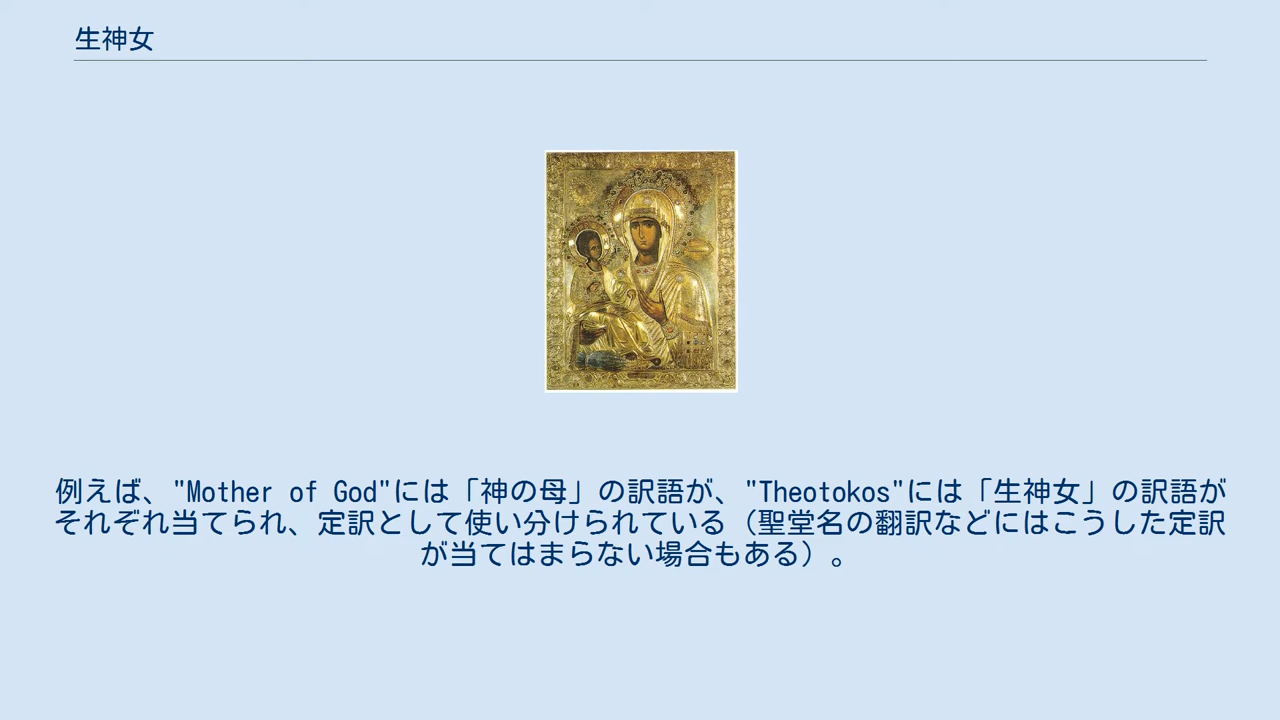 生神女
例えば、"Mother of God"には「神の母」の訳語が、"Theotokos"には「生神女」の訳語が
それぞれ当てられ、定訳として使い分けられている（聖堂名の翻訳などにはこうした定訳
が当てはまらない場合もある）。